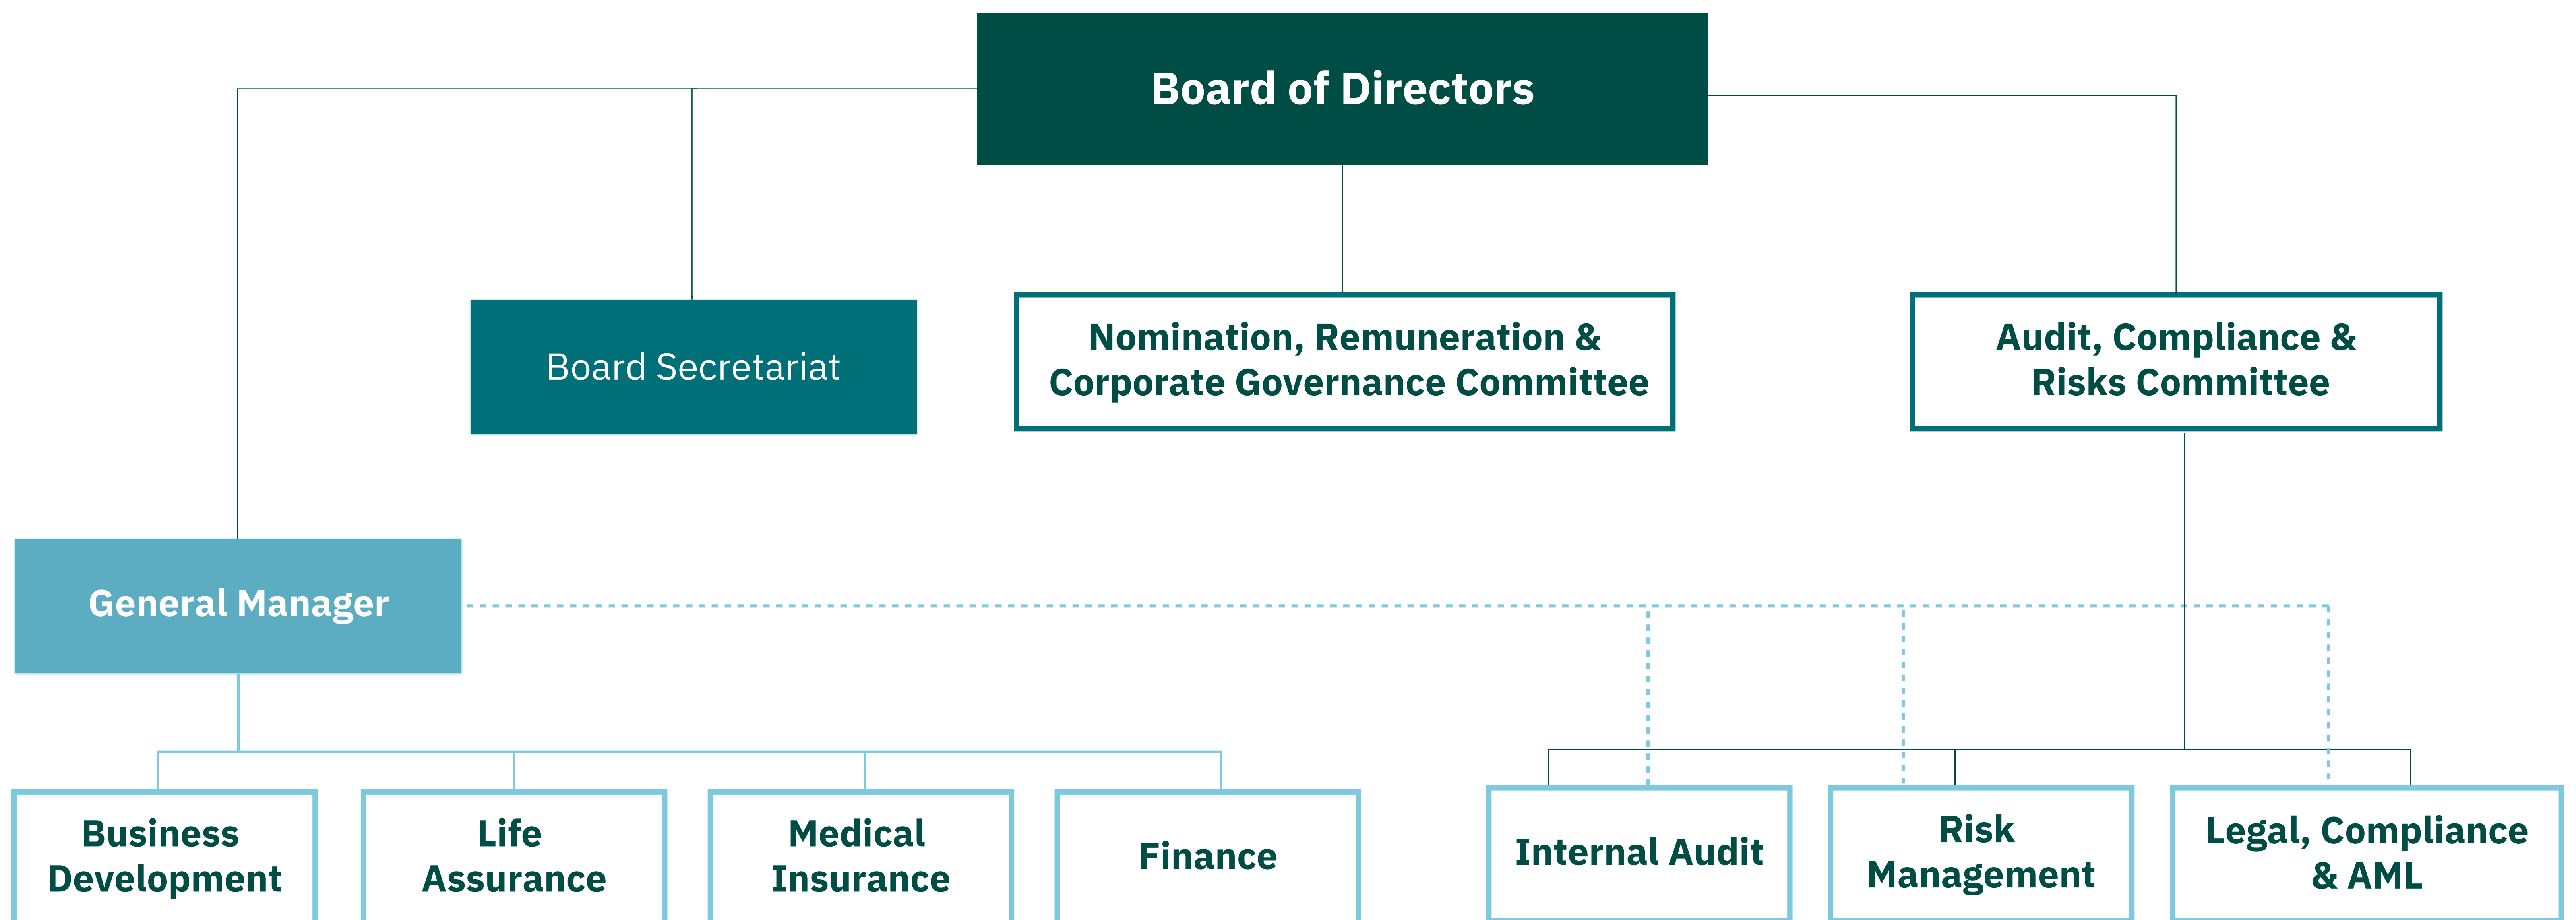 Board of Directors
Board Secretariat
Nomination, Remuneration &
Corporate Governance Committee
Audit, Compliance &
Risks Committee
General Manager
Business
Development
Life
Assurance
Medical
Insurance
Finance
Internal Audit
Risk
Management
Legal, Compliance
& AML